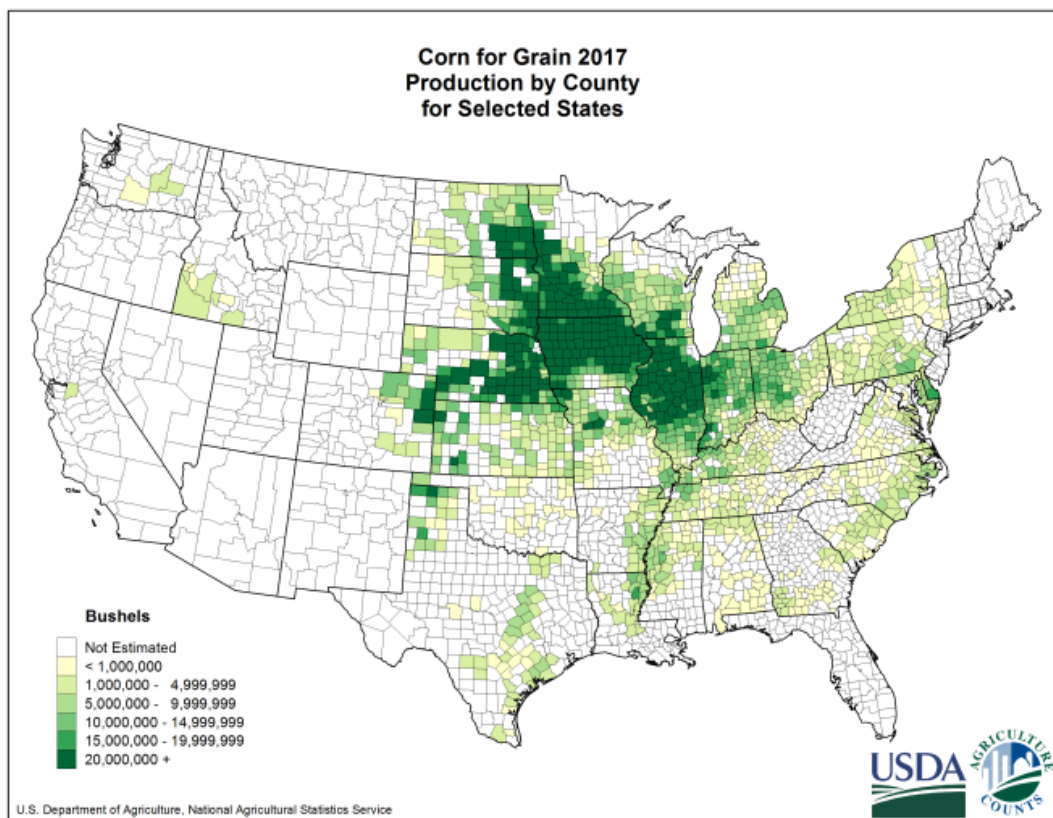 Corn for Grain 2017
Production by County
for Selected States
Bushels
Not Estimated
< 1,000,000
1,000,000 - 4,999,999
5,000,000 - 9,999,999
10,000,000 - 14,999,999
15,000,000 - 19,999,999
20,000,000 +
USDA
AGRICULTURE
COUNTS
U.S. Department of Agriculture, National Agricultural Statistics Service